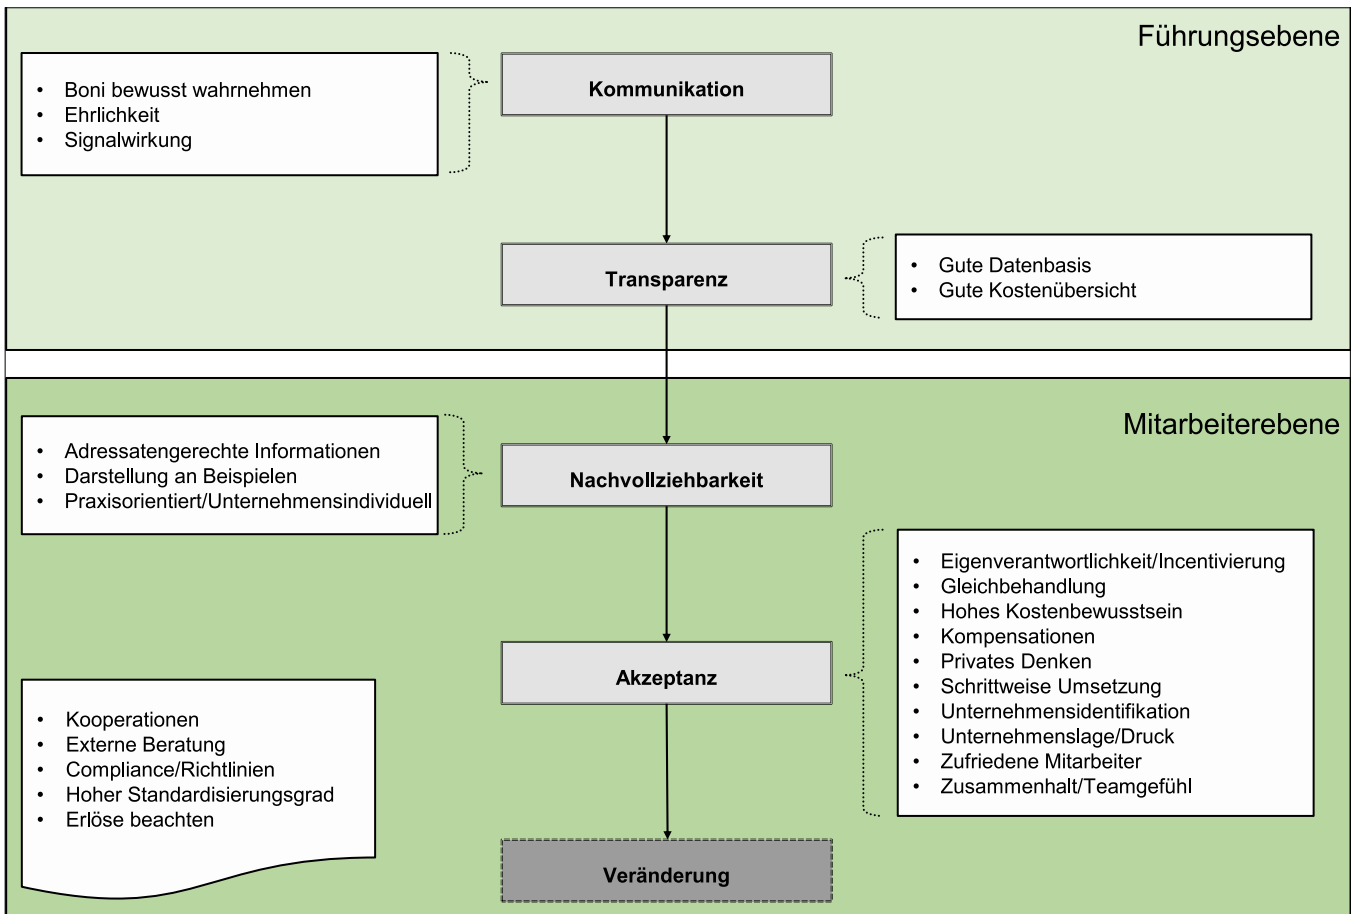 Führungsebene
• Boni bewusst wahrnehmen
• Ehrlichkeit
• Signalwirkung
Kommunikation
Transparenz
• Gute Datenbasis
• Gute Kostenübersicht
Mitarbeiterebene
• Adressatengerechte Informationen
• Darstellung an Beispielen
• Praxisorientiert/Unternehmensindividuell
Nachvollziehbarkeit
• Eigenverantwortlichkeit/Incentivierung
• Gleichbehandlung
• Hohes Kostenbewusstsein
• Kompensationen
• Privates Denken
• Schrittweise Umsetzung
• Unternehmensidentifikation
• Unternehmenslage/Druck
• Zufriedene Mitarbeiter
• Zusammenhalt/Teamgefühl
Akzeptanz
• Kooperationen
• Externe Beratung
• Compliance/Richtlinien
• Hoher Standardisierungsgrad
• Erlöse beachten
Veränderung